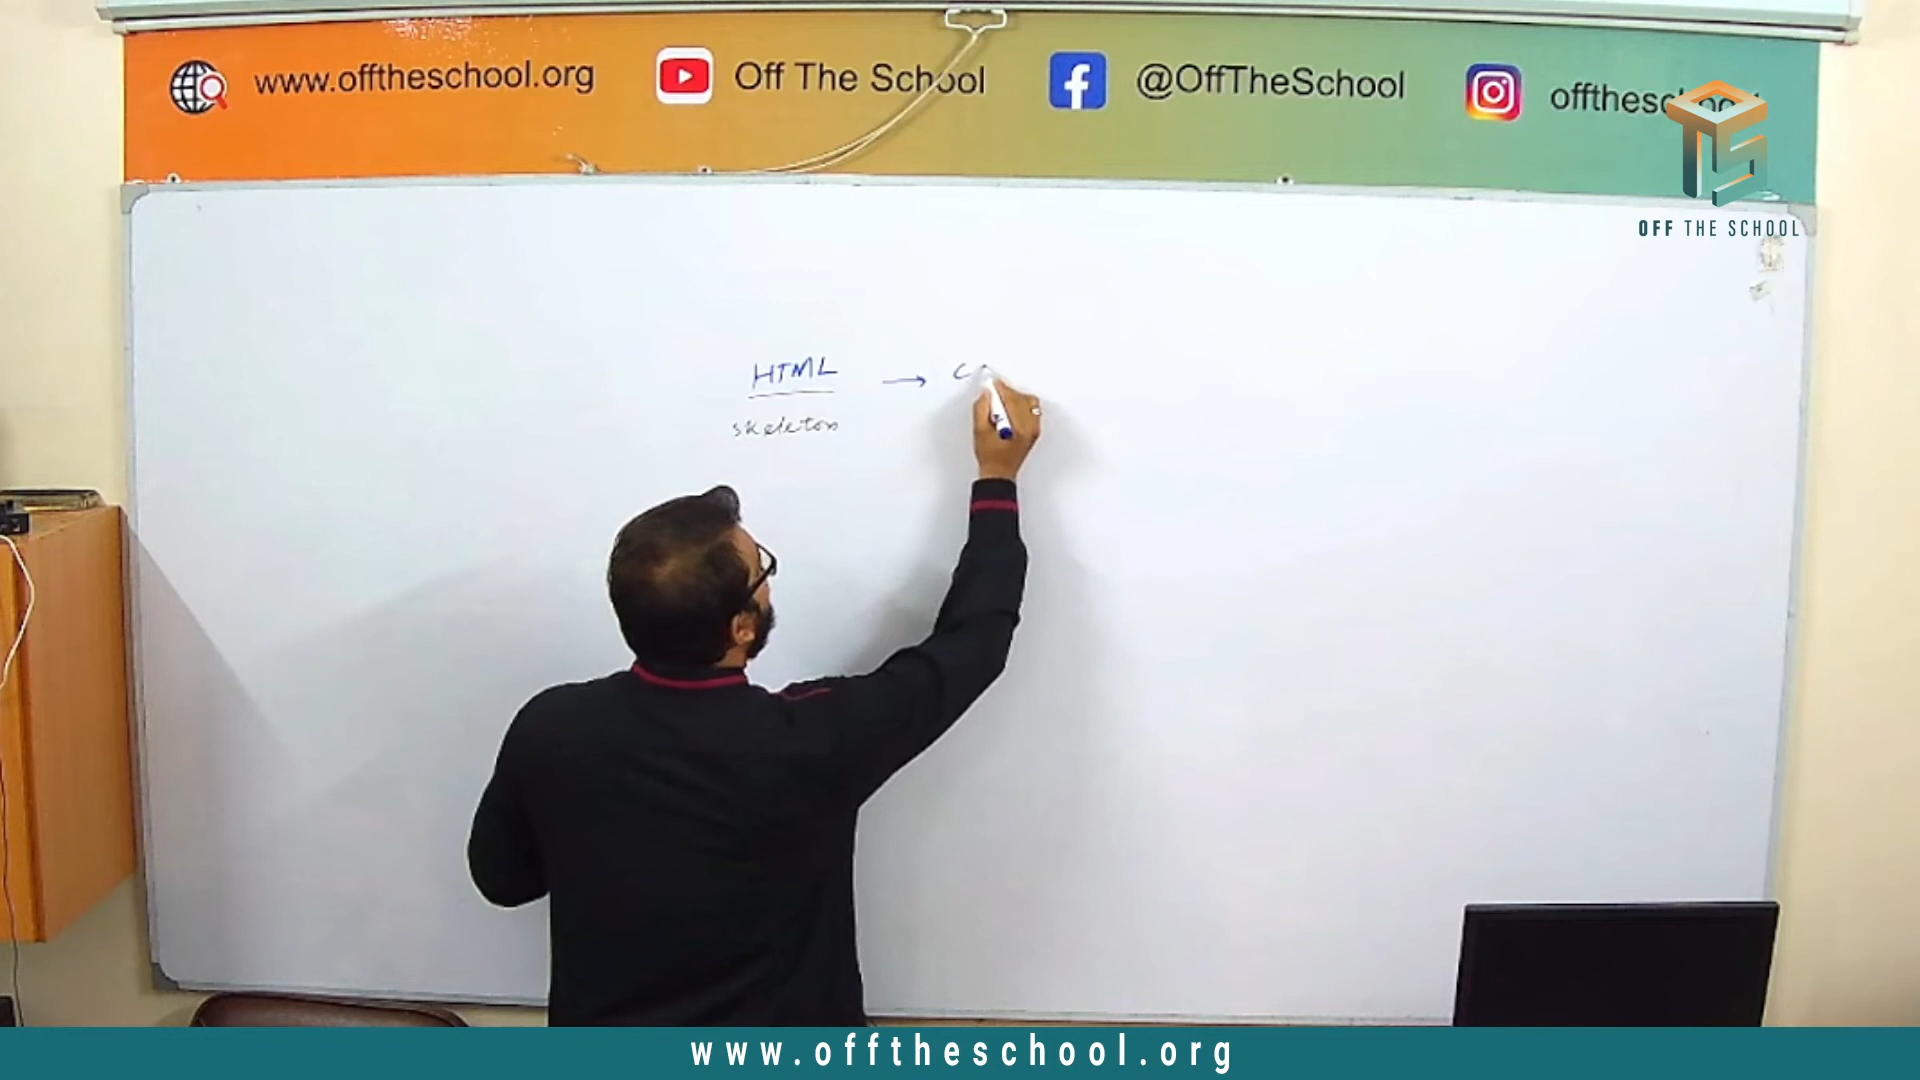 www.offtheschool.org
Off The School
@OffTheSchool
OFF THE SCHOOL
HTML → C
skeleton
www.offtheschool.org